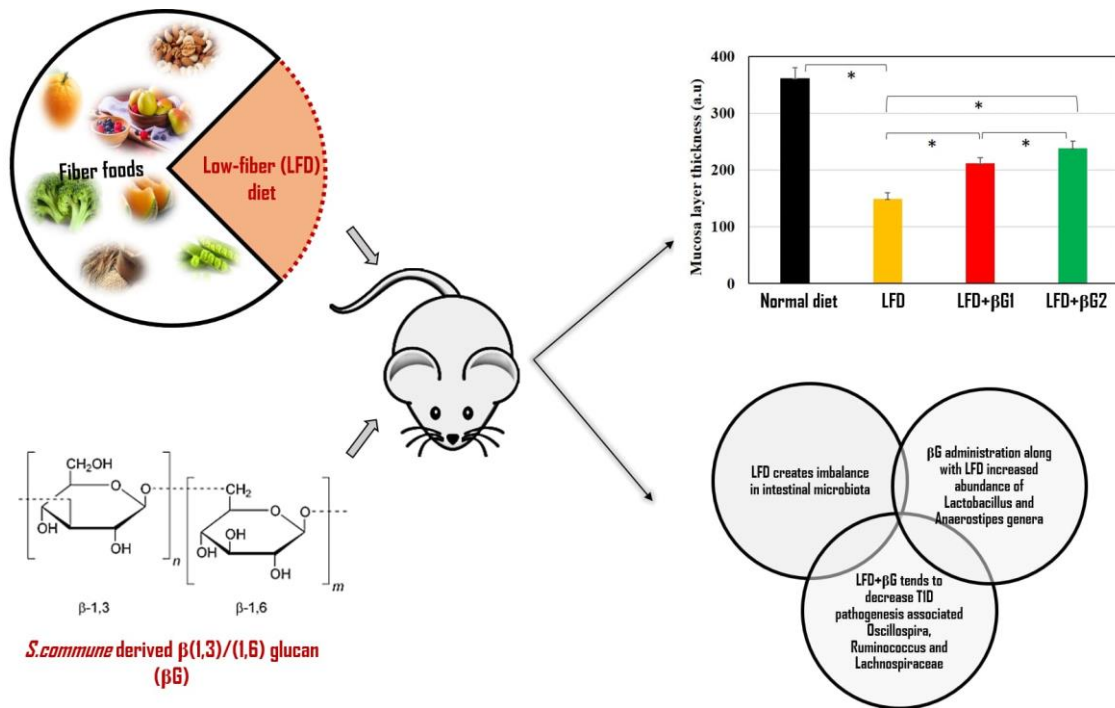 Fiber foods
Low-fiber (LFD)
diet
CH₂OH
O
O
OH
OH
n
CH₂
O
O
OH
OH
OH
m
β-1,3
β-1,6
S.commune derived β(1,3)/(1,6) glucan
(βG)
Mucosa layer thickness (a.u)
400
300
200
100
0
*
*
*
*
Normal diet
LFD
LFD+βG1
LFD+βG2
LFD creates imbalance
in intestinal microbiota
βG administration along
with LFD increased
abundance of
Lactobacillus and
Anaerostipes genera
LFD+βG tends to
decrease T1D
pathogenesis associated
Oscillospira,
Ruminococcus and
Lachnospiraceae